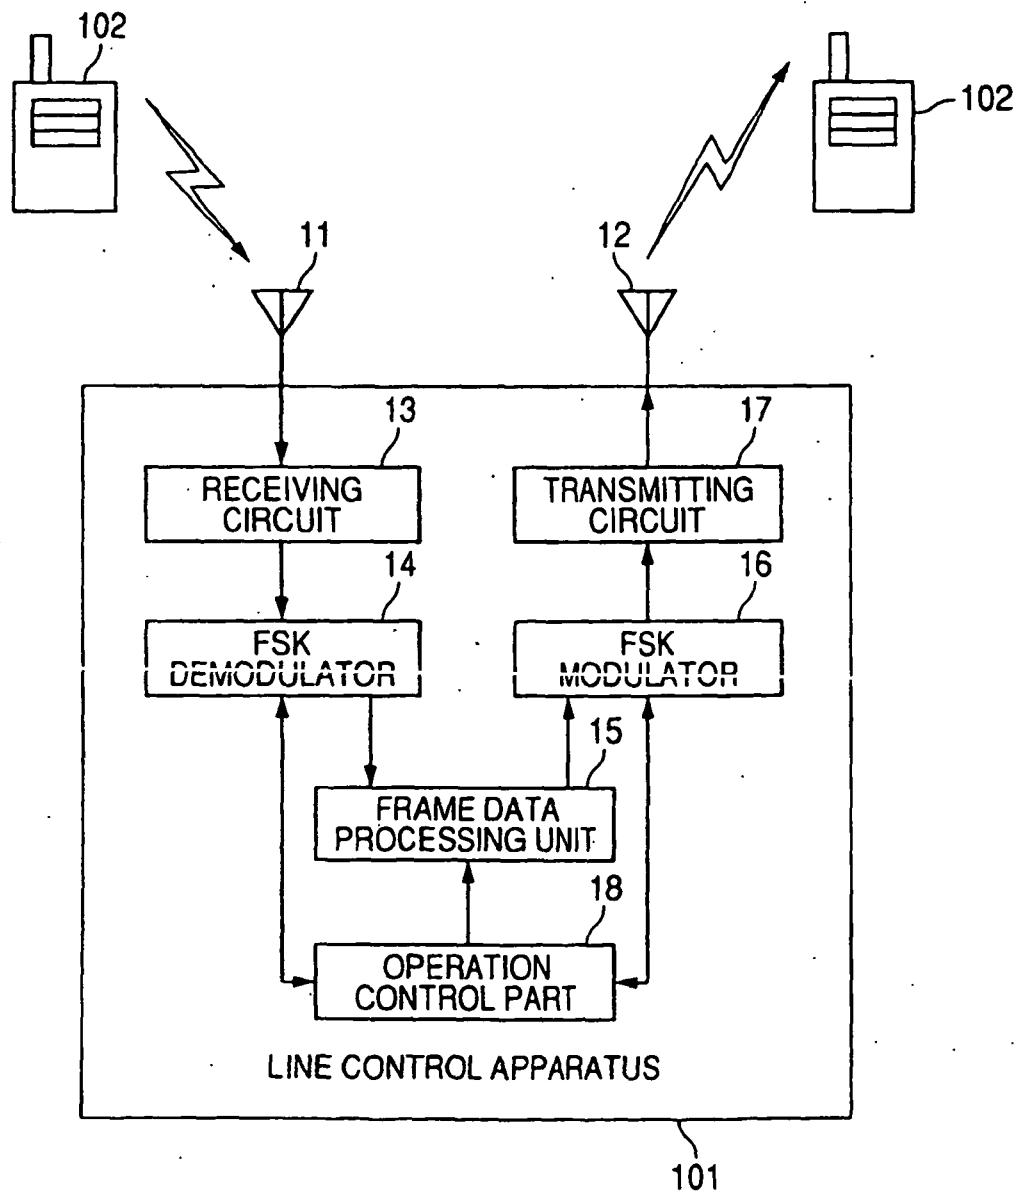 102
102
11
12
13
17
RECEIVING
CIRCUIT
TRANSMITTING
CIRCUIT
14
16
FSK
DEMODULATOR
FSK
MODULATOR
15
FRAME DATA
PROCESSING UNIT
18
OPERATION
CONTROL PART
LINE CONTROL APPARATUS
101